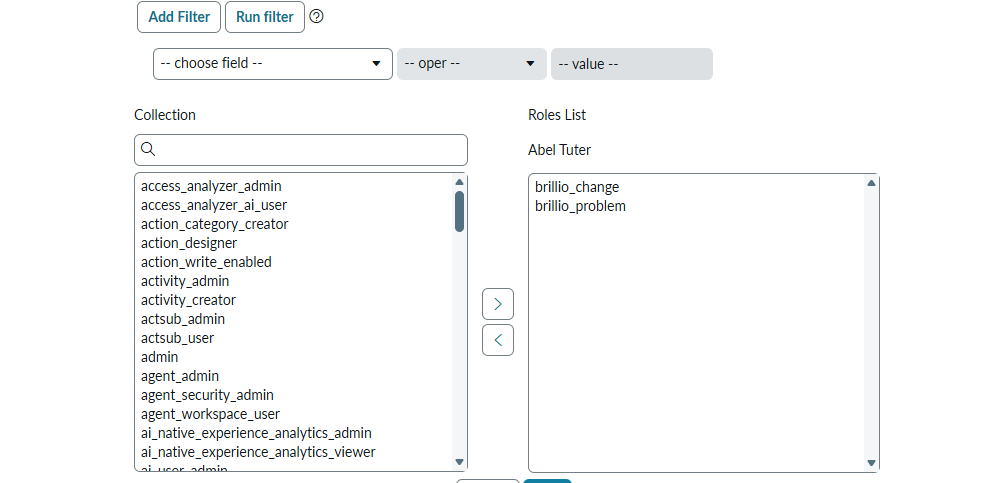 Add Filter Run filter
-- choose field -- -- oper -- -- value --
Collection
Roles List
Abel Tuter
access_analyzer_admin
access_analyzer_ai_user
action_category_creator
action_designer
action_write_enabled
activity_admin
activity_creator
actsub_admin
actsub_user
admin
agent_admin
agent_security_admin
agent_workspace_user
ai_native_experience_analytics_admin
ai_native_experience_analytics_viewer
ai_user_admin
brillio_change
brillio_problem